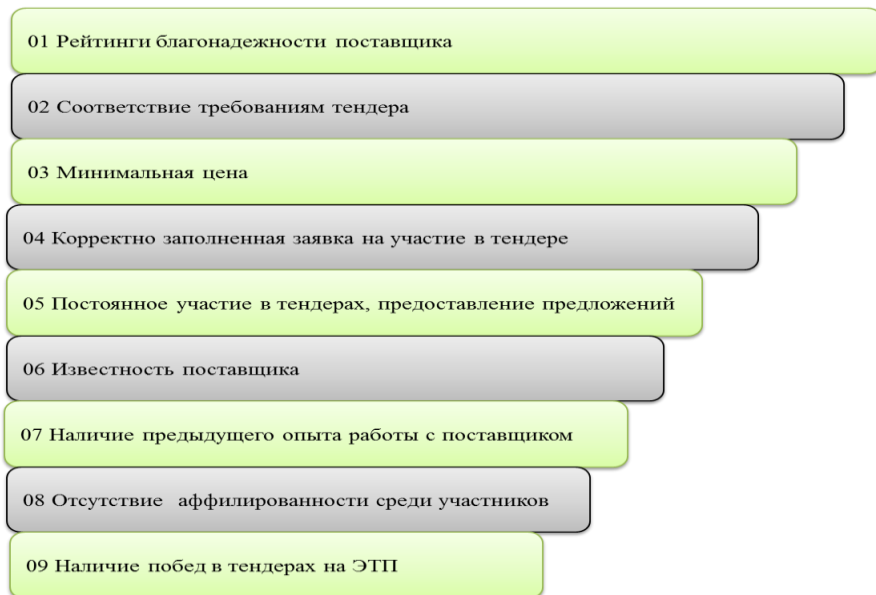 01 Рейтинги благонадежности поставщика
02 Соответствие требованиям тендера
03 Минимальная цена
04 Корректно заполненная заявка на участие в тендере
05 Постоянное участие в тендерах, предоставление предложений
06 Известность поставщика
07 Наличие предыдущего опыта работы с поставщиком
08 Отсутствие аффилированности среди участников
09 Наличие побед в тендерах на ЭТП